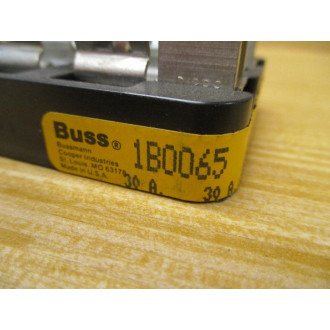 Buss®
Bussmann
Cooper Industries
St. Louis, MO 63178
Made in U.S.A.
1B0065
30 A. 30 A.